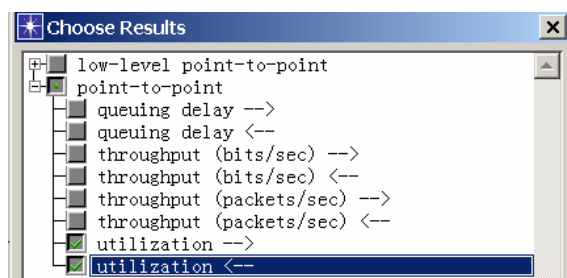 Choose Results
low-level point-to-point
point-to-point
queuing delay -->
queuing delay <--
throughput (bits/sec) -->
throughput (bits/sec) <--
throughput (packets/sec) -->
throughput (packets/sec) <--
utilization -->
utilization <--